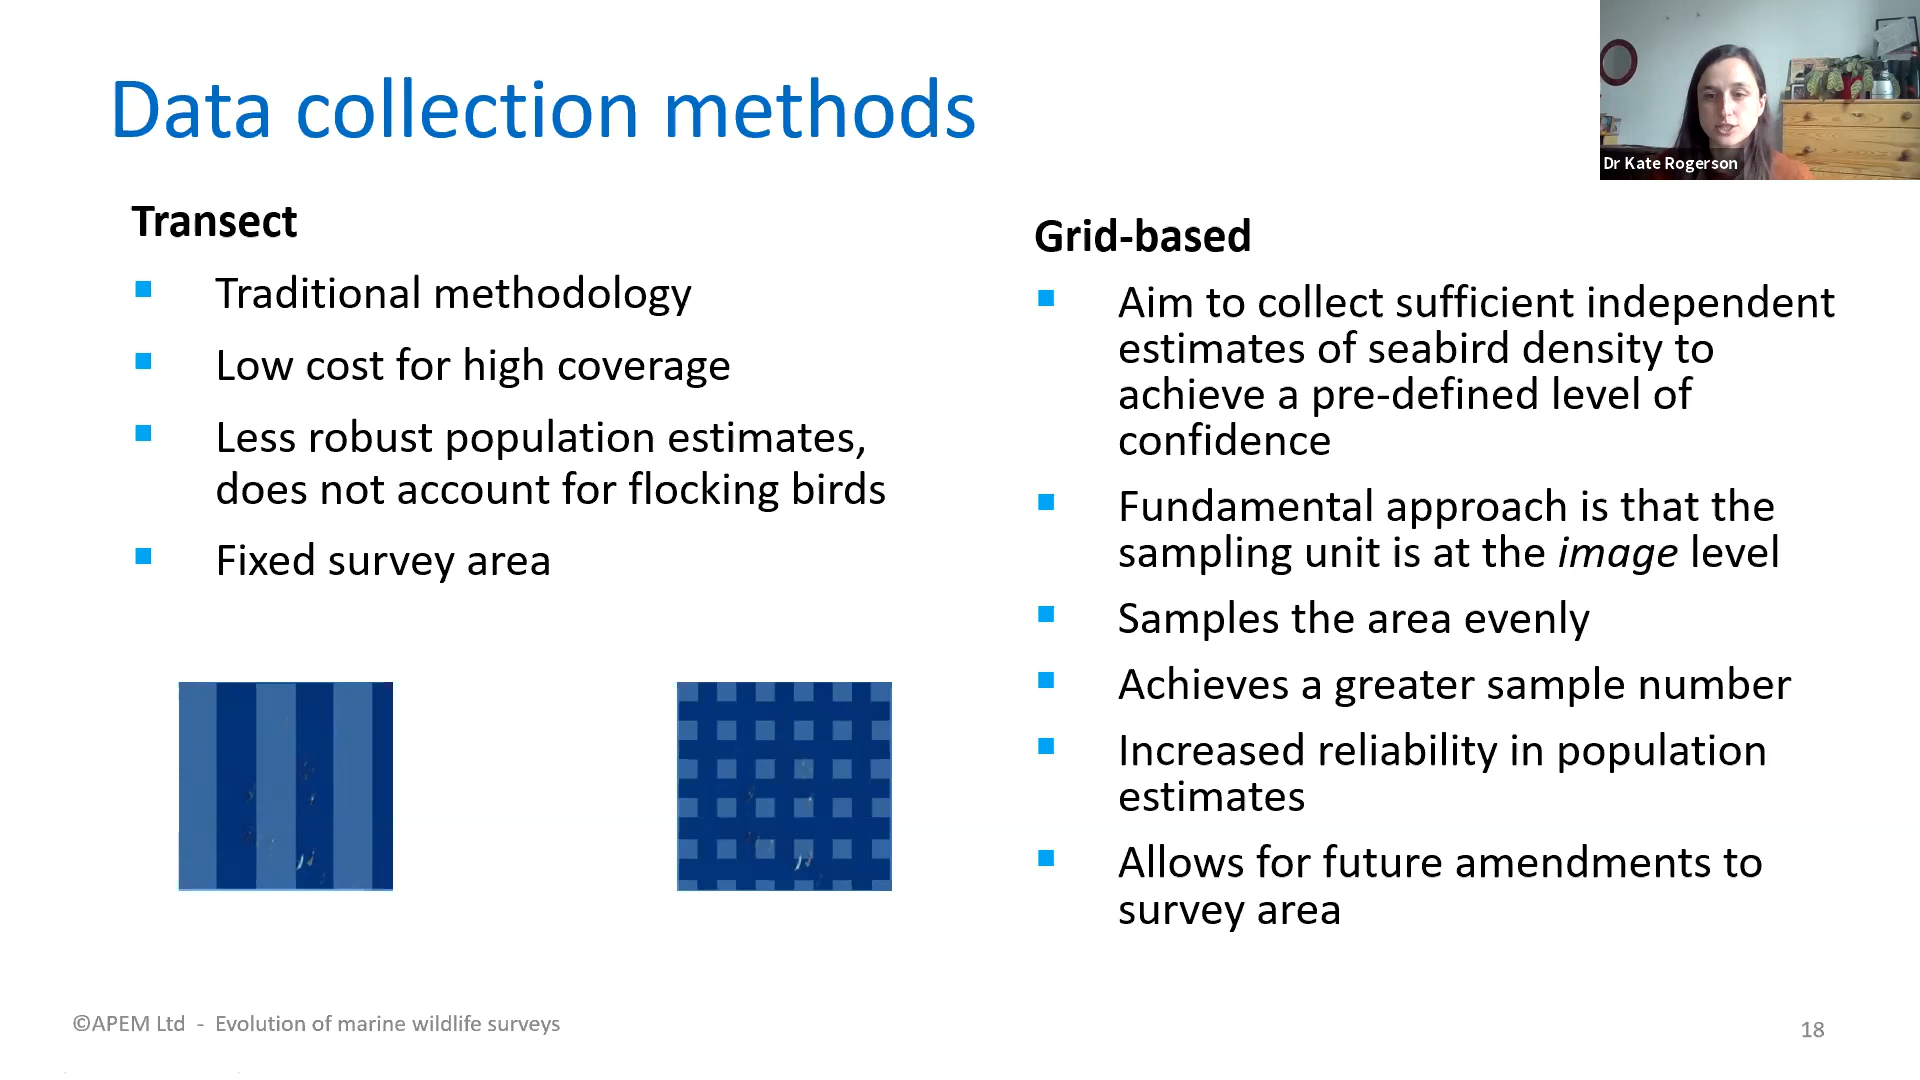 Data collection methods
Dr Kate Rogerson
Transect
Traditional methodology
Low cost for high coverage
Less robust population estimates,
does not account for flocking birds
Fixed survey area
Grid-based
Aim to collect sufficient independent
estimates of seabird density to
achieve a pre-defined level of
confidence
Fundamental approach is that the
sampling unit is at the image level
Samples the area evenly
Achieves a greater sample number
Increased reliability in population
estimates
Allows for future amendments to
survey area
©APEM Ltd - Evolution of marine wildlife surveys
18